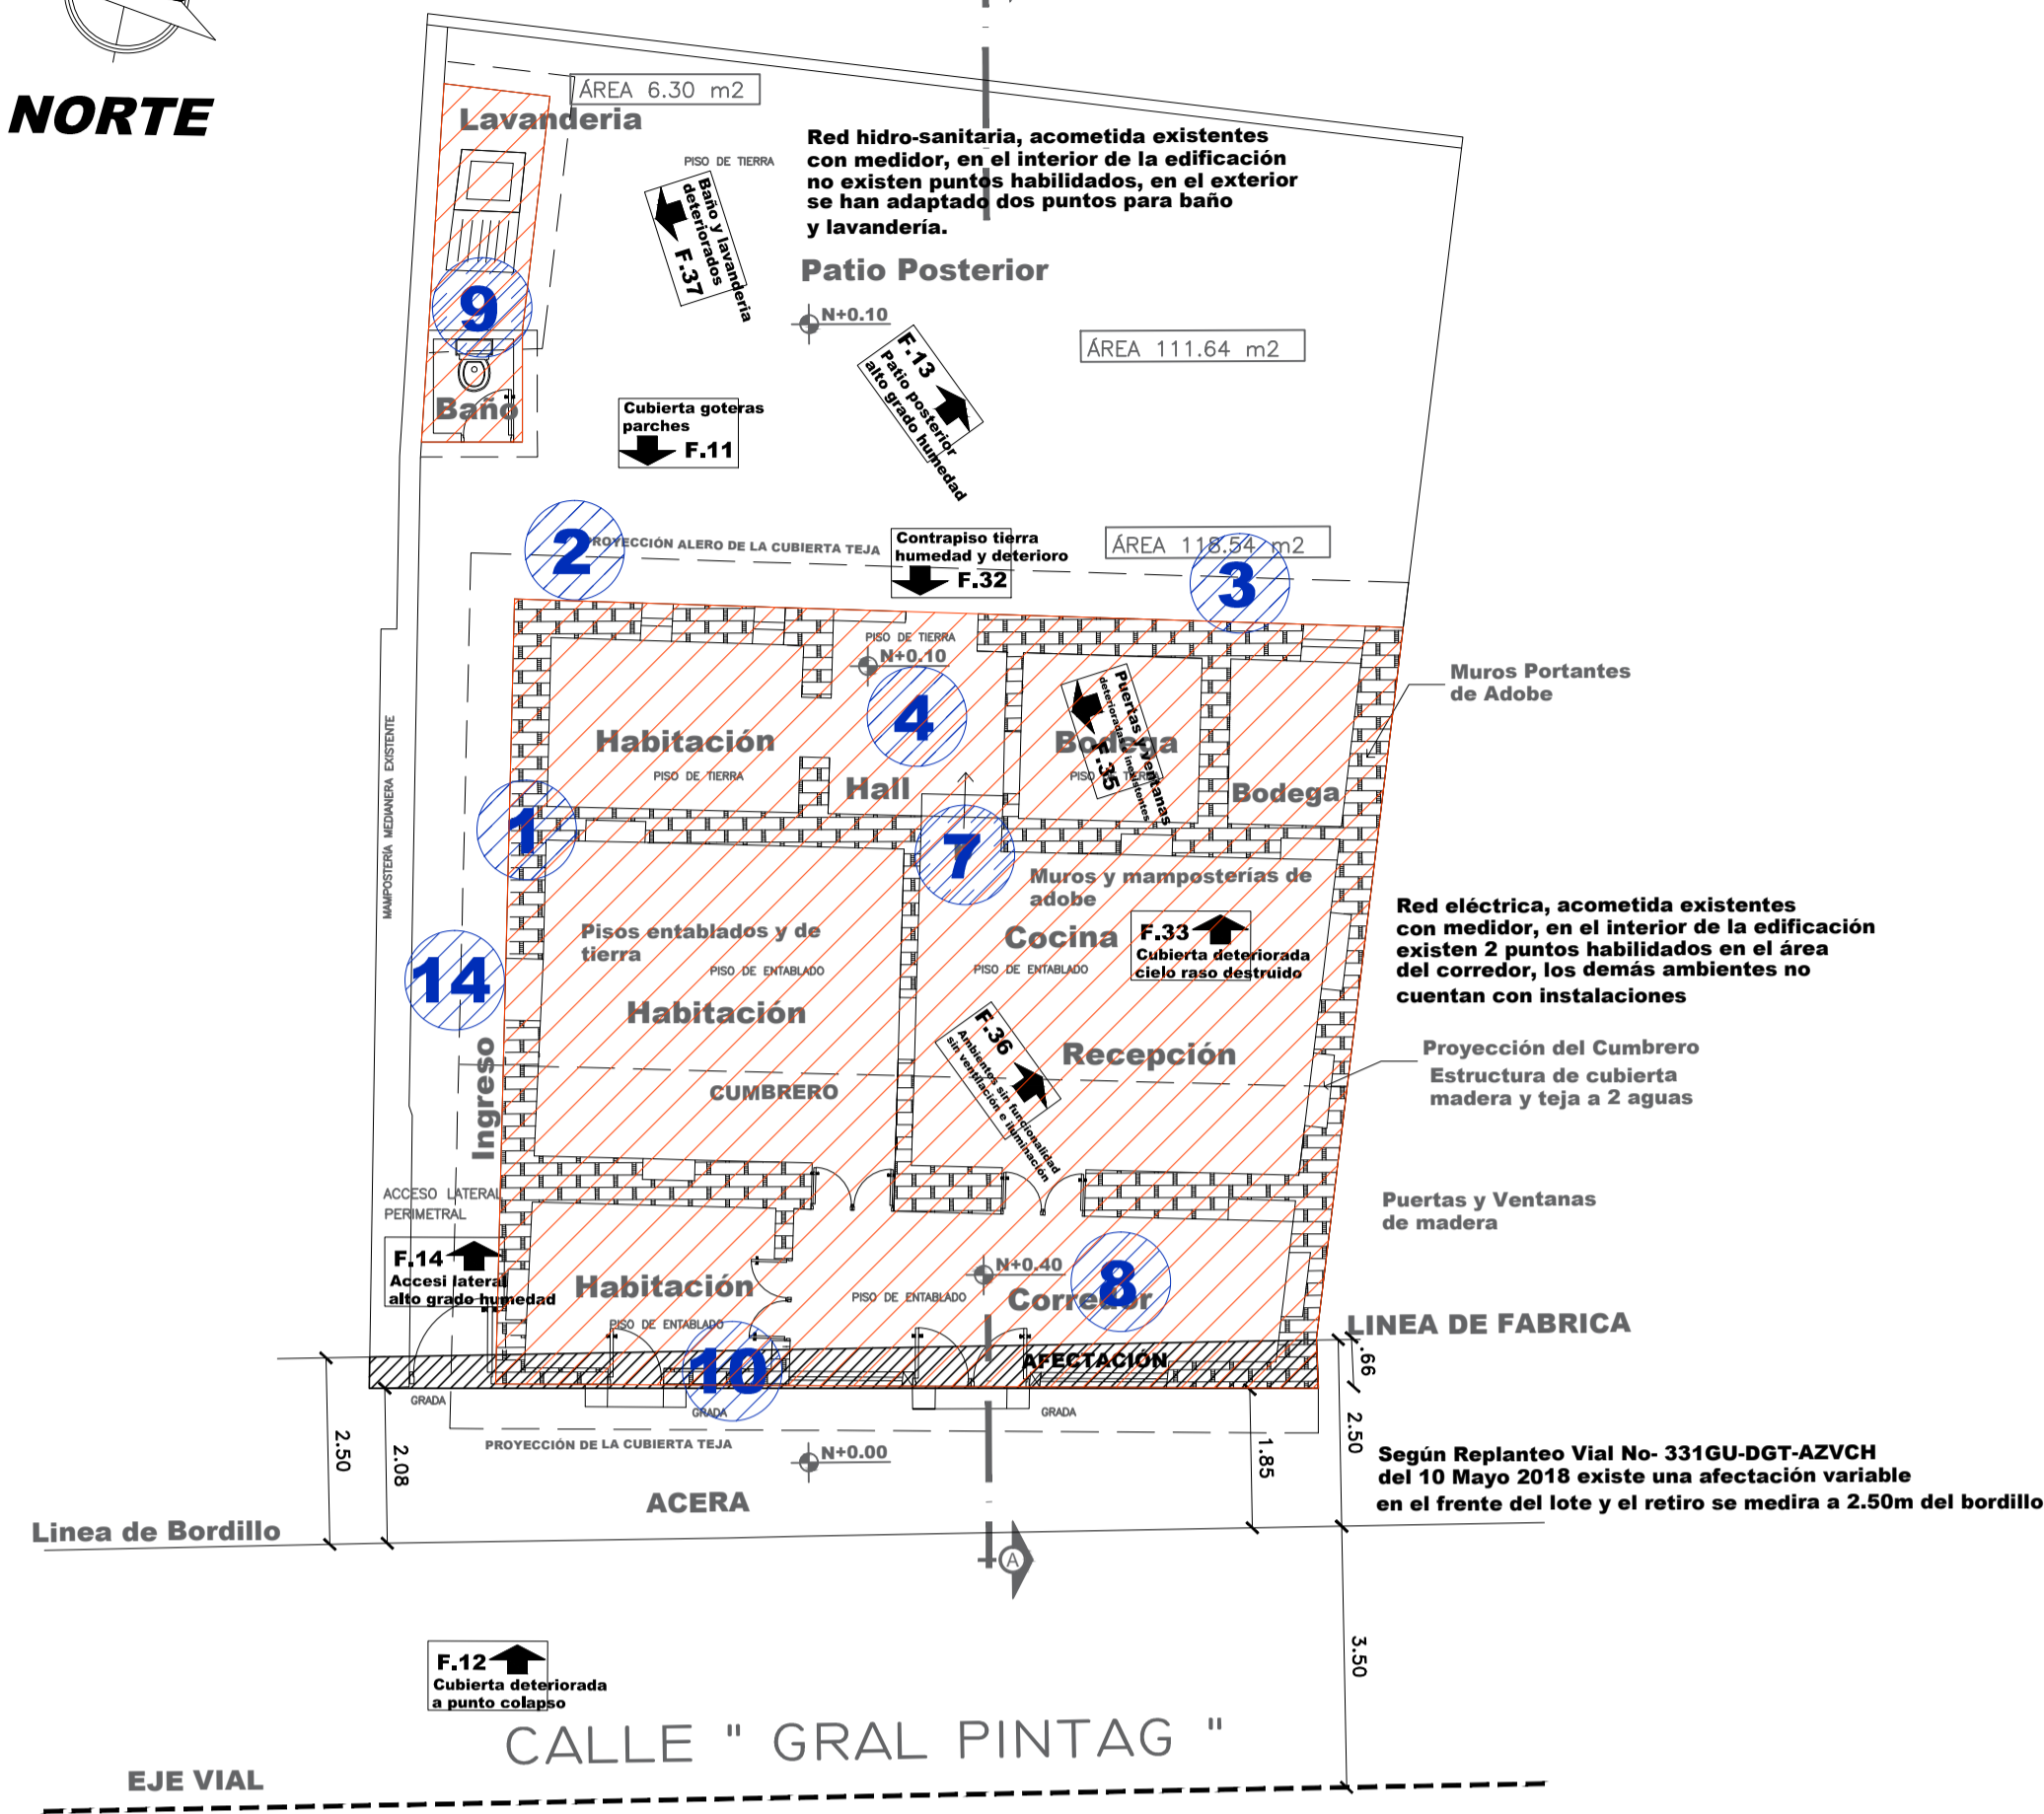 NORTE
ÁREA 6.30 m2
Lavanderia
PISO DE TIERRA
Red hidro-sanitaria, acometida existentes
con medidor, en el interior de la edificación
no existen puntos habilidados, en el exterior
se han adaptado dos puntos para baño
y lavandería.
Baño y lavanderia
deteriorados
F.37
Patio Posterior
9
N+0.10
ÁREA 111.64 m2
F.13
Patio posterior
alto grado humedad
Baño
Cubierta goteras
parches
F.11
2
PROYECCIÓN ALERO DE LA CUBIERTA TEJA
Contrapiso tierra
humedad y deterioro
F.32
ÁREA 118.54 m2
3
PISO DE TIERRA
N+0.10
Muros Portantes
de Adobe
4
Habitación
PISO DE TIERRA
Hall
Puertas y ventanas
deterioradas e inexistentes
F.35
Bodega
PISO DE TIERRA
Bodega
MAMPOSTERÍA MEDIANERA EXISTENTE
1
7
Muros y mamposterías de
adobe
Pisos entablados y de
tierra
PISO DE ENTABLADO
Cocina
PISO DE ENTABLADO
F.33
Cubierta deteriorada
cielo raso destruido
Red eléctrica, acometida existentes
con medidor, en el interior de la edificación
existen 2 puntos habilidados en el área
del corredor, los demás ambientes no
cuentan con instalaciones
14
Habitación
F.36
Ambientes sin funcionalidad
sin ventilación e iluminación
Recepción
Proyección del Cumbrero
Estructura de cubierta
madera y teja a 2 aguas
Ingreso
CUMBRERO
ACCESO LATERAL
PERIMETRAL
Puertas y Ventanas
de madera
F.14
Accesi lateral
alto grado humedad
Habitación
PISO DE ENTABLADO
N+0.40
PISO DE ENTABLADO
Corredor
8
LINEA DE FABRICA
10
AFECTACIÓN
.66
GRADA
GRADA
GRADA
2.50
2.08
PROYECCIÓN DE LA CUBIERTA TEJA
N+0.00
1.85
2.50
Según Replanteo Vial No- 331GU-DGT-AZVCH
del 10 Mayo 2018 existe una afectación variable
en el frente del lote y el retiro se medira a 2.50m del bordillo
ACERA
Linea de Bordillo
A
F.12
Cubierta deteriorada
a punto colapso
3.50
CALLE " GRAL PINTAG "
EJE VIAL